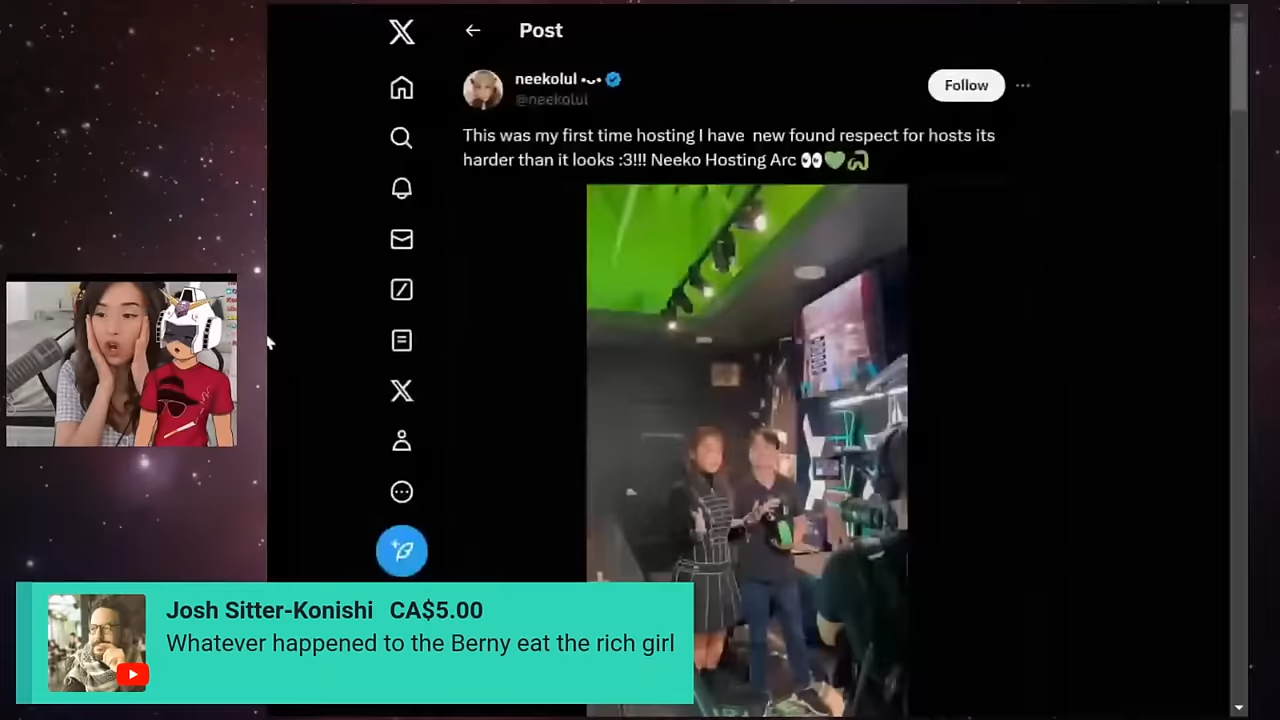 Post
neekolul •ᴗ•
@neekolul
Follow
This was my first time hosting I have new found respect for hosts its
harder than it looks :3!!! Neeko Hosting Arc 👀💚🐍
Josh Sitter-Konishi CA$5.00
Whatever happened to the Berny eat the rich girl